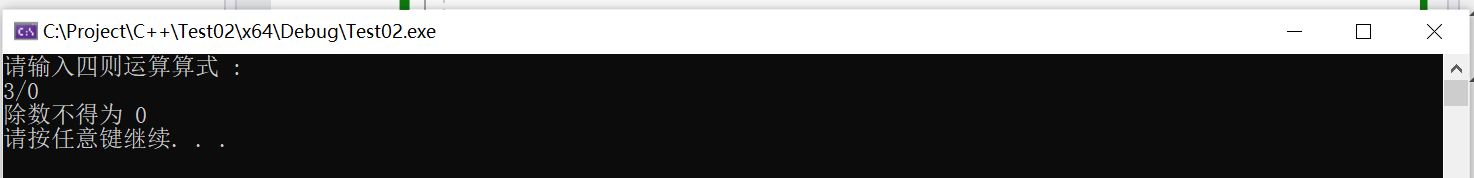 C:\Project\C++\Test02\x64\Debug\Test02.exe
请输入四则运算算式 :
3/0
除数不得为 0
请按任意键继续. . .